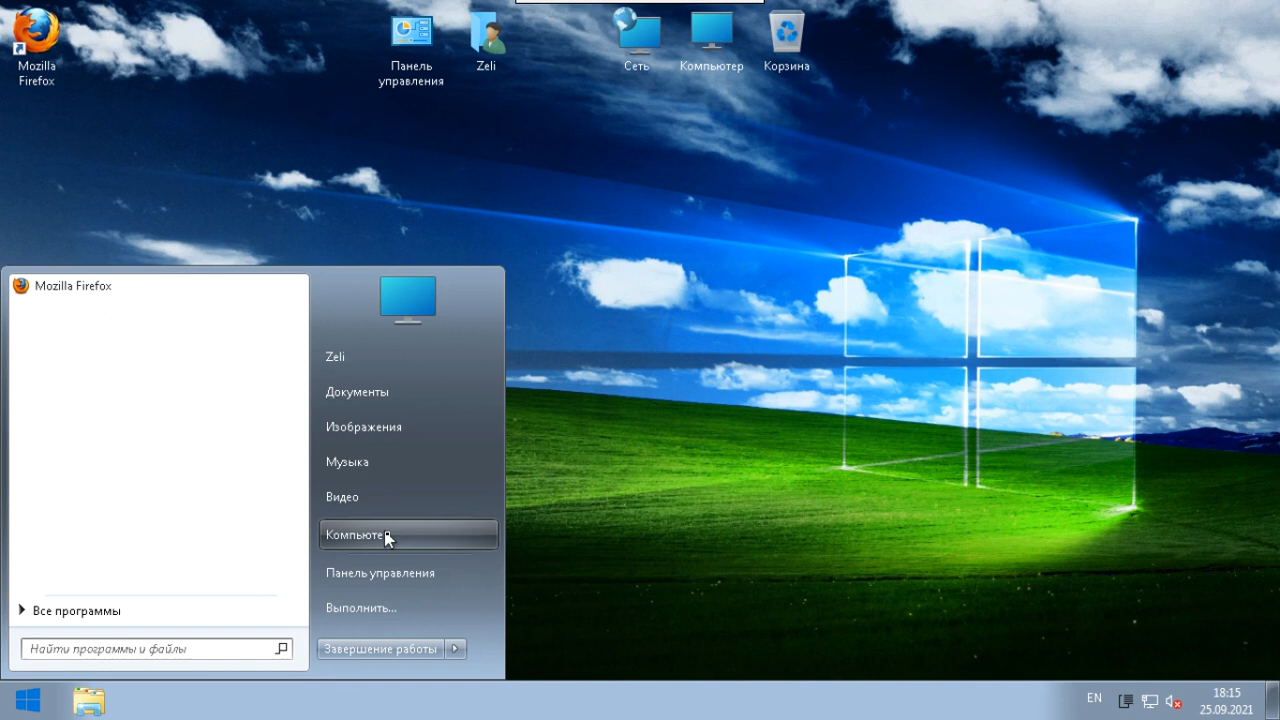 Mozilla
Firefox
Панель
управления
Zeli
Сеть
Компьютер
Корзина
Mozilla Firefox
Все программы
Найти программы и файлы
Zeli
Документы
Изображения
Музыка
Видео
Компьюте
Панель управления
Выполнить...
Завершение работы
EN
18:15
25.09.2021